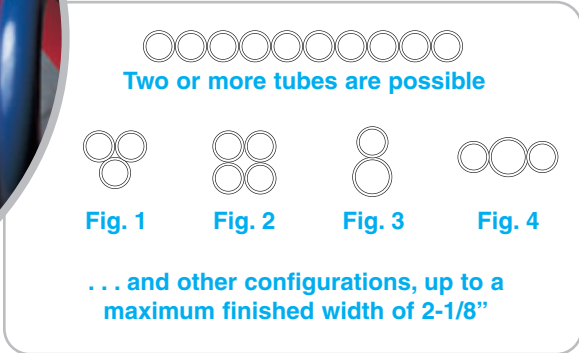 Two or more tubes are possible
Fig. 1 Fig. 2 Fig. 3 Fig. 4
. . . and other configurations, up to a
maximum finished width of 2-1/8”